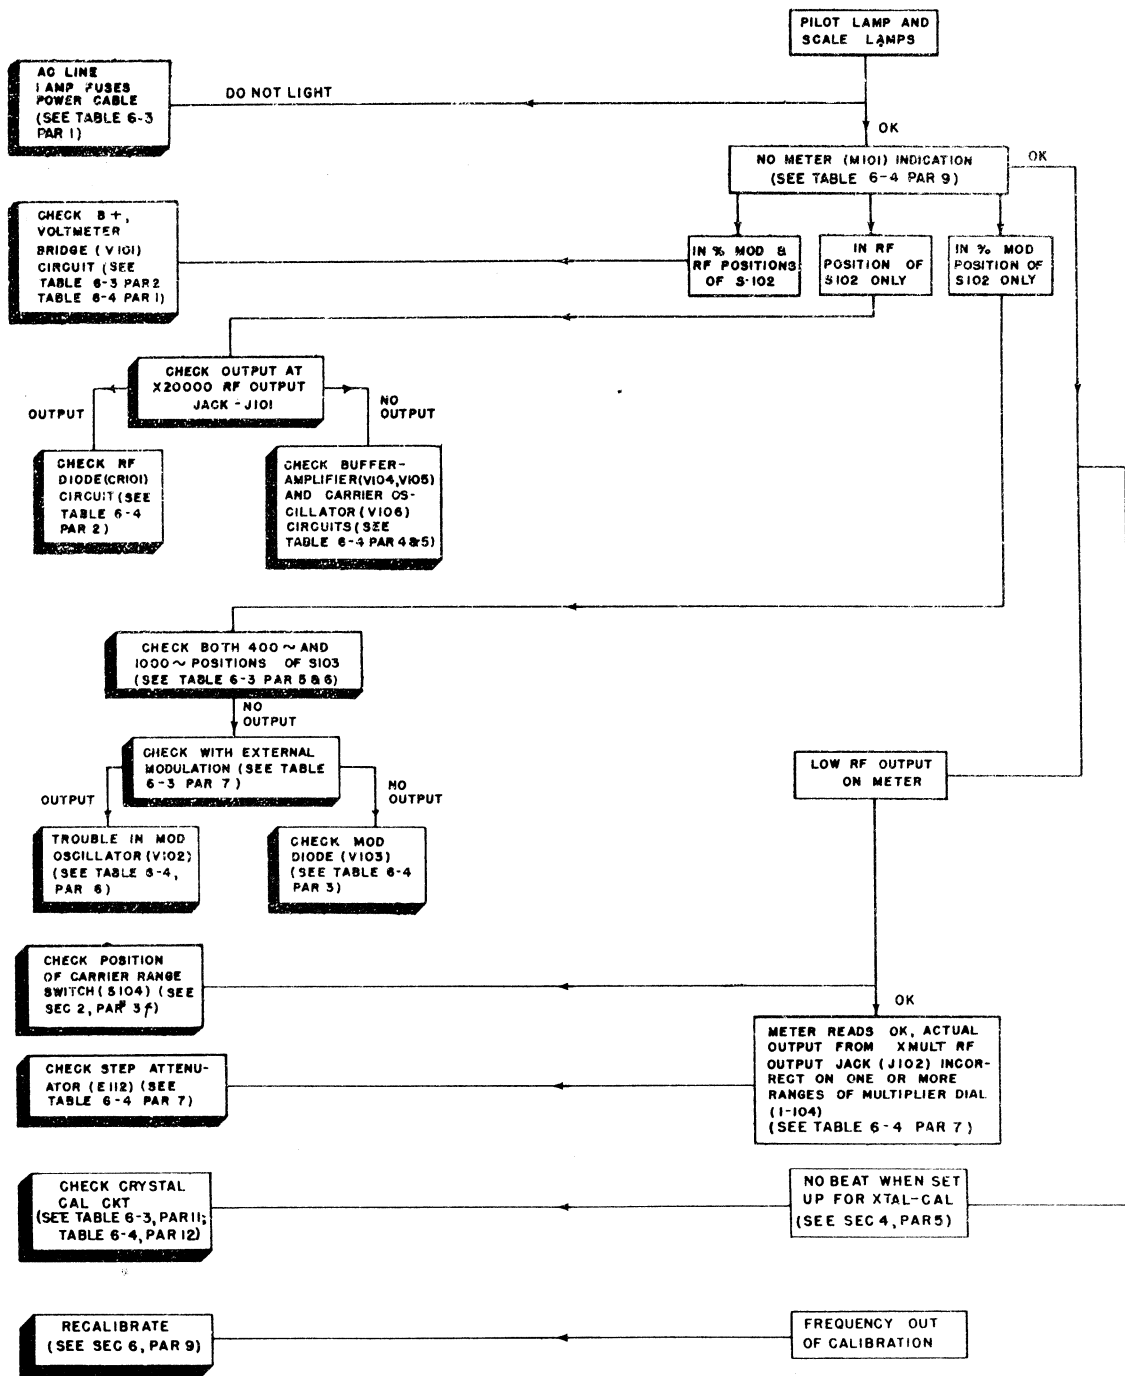 PILOT LAMP AND
SCALE LAMPS
AC LINE
LAMP FUSES
POWER CABLE
(SEE TABLE 6-3
PAR 1)
DO NOT LIGHT
OK
NO METER (M101) INDICATION
(SEE TABLE 6-4 PAR 9)
OK
CHECK B+,
VOLTMETER
BRIDGE (V101)
CIRCUIT (SEE
TABLE 6-3 PAR 2
TABLE 6-4 PAR 1)
IN % MOD &
RF POSITIONS
OF S-102
IN RF
POSITION OF
S102 ONLY
IN % MOD
POSITION OF
S102 ONLY
CHECK OUTPUT AT
X20000 RF OUTPUT
JACK - J101
OUTPUT
NO
OUTPUT
CHECK RF
DIODE (CR101)
CIRCUIT (SEE
TABLE 6-4
PAR 2)
CHECK BUFFER-
AMPLIFIER (V104, V105)
AND CARRIER OS-
CILLATOR (V106)
CIRCUITS (SEE
TABLE 6-4 PAR 4 & 5)
CHECK BOTH 400 ~ AND
1000 ~ POSITIONS OF S103
(SEE TABLE 6-3 PAR 5 & 6)
NO
OUTPUT
CHECK WITH EXTERNAL
MODULATION (SEE TABLE
6-3 PAR 7)
OUTPUT
NO
OUTPUT
TROUBLE IN MOD
OSCILLATOR (V102)
(SEE TABLE 6-4,
PAR 6)
CHECK MOD
DIODE (V103)
(SEE TABLE 6-4
PAR 3)
LOW RF OUTPUT
ON METER
CHECK POSITION
OF CARRIER RANGE
SWITCH (S104) (SEE
SEC 2, PAR 3f)
OK
METER READS OK, ACTUAL
OUTPUT FROM XMULT RF
OUTPUT JACK (J102) INCOR-
RECT ON ONE OR MORE
RANGES OF MULTIPLIER DIAL
(I-104)
(SEE TABLE 6-4 PAR 7)
CHECK STEP ATTENU-
ATOR (E112) (SEE
TABLE 6-4 PAR 7)
CHECK CRYSTAL
CAL CKT
(SEE TABLE 6-3, PAR 11;
TABLE 6-4, PAR 12)
NO BEAT WHEN SET
UP FOR XTAL-CAL
(SEE SEC 4, PAR 5)
RECALIBRATE
(SEE SEC 6, PAR 9)
FREQUENCY OUT
OF CALIBRATION